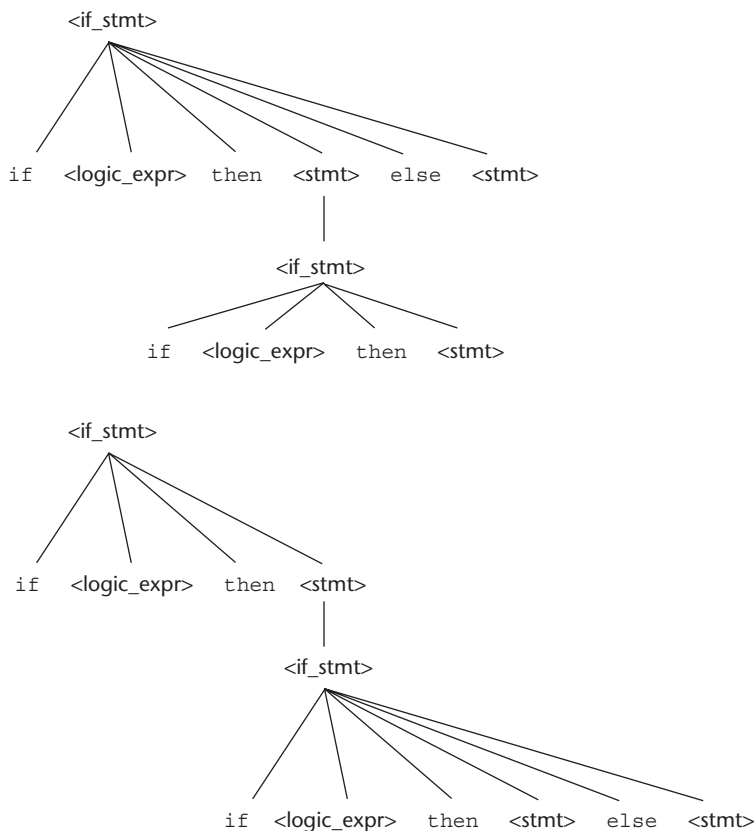 <if_stmt>
if <logic_expr> then <stmt> else <stmt>
<if_stmt>
if <logic_expr> then <stmt>
<if_stmt>
if <logic_expr> then <stmt>
<if_stmt>
if <logic_expr> then <stmt> else <stmt>